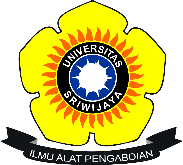 UNIVERSITAS
SRIWIJAYA
ILMU ALAT PENGABDIAN